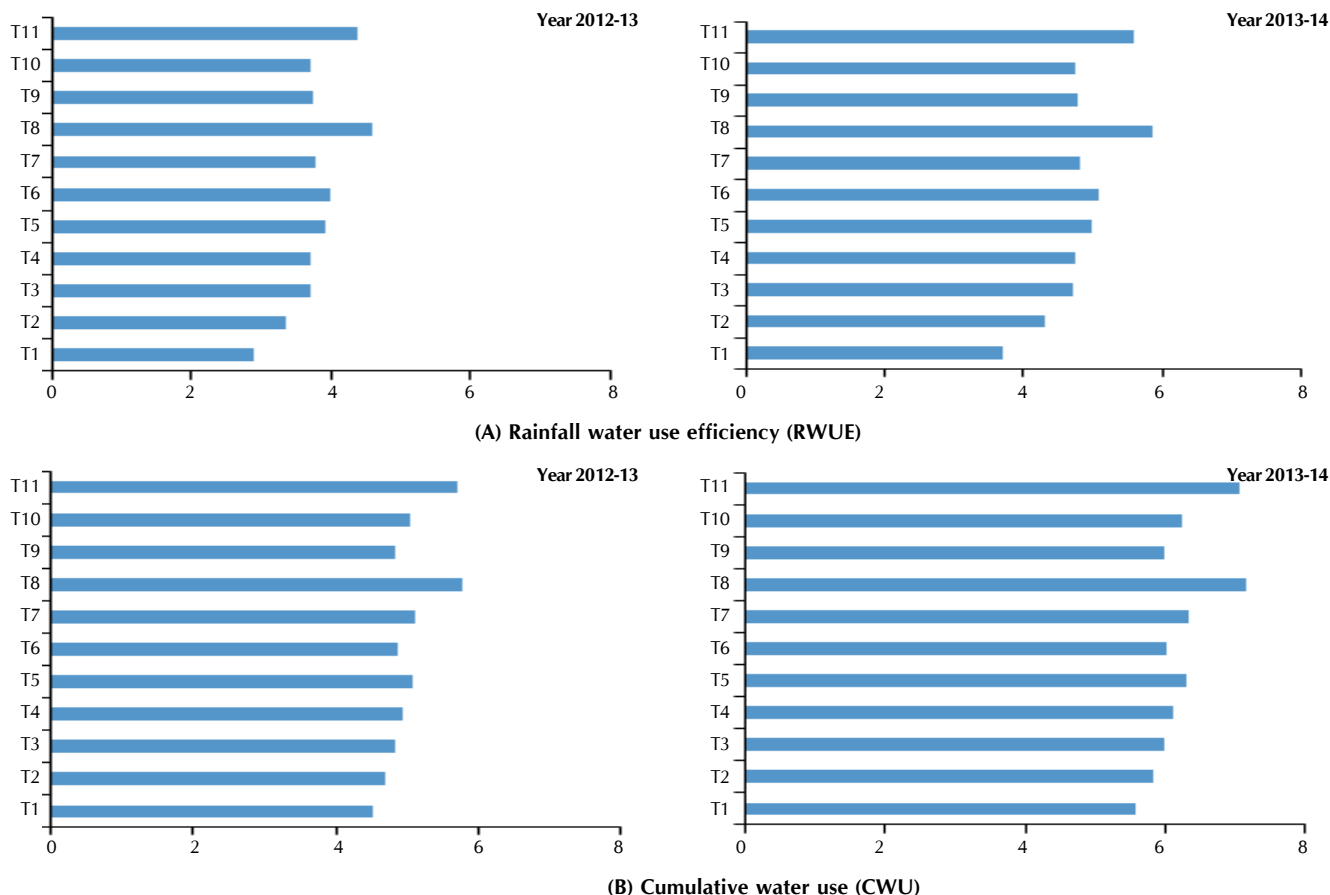 Year 2012-13
T11
T10
T9
T8
T7
T6
T5
T4
T3
T2
T1
0 2 4 6 8
Year 2013-14
T11
T10
T9
T8
T7
T6
T5
T4
T3
T2
T1
0 2 4 6 8
(A) Rainfall water use efficiency (RWUE)
Year 2012-13
T11
T10
T9
T8
T7
T6
T5
T4
T3
T2
T1
0 4 6 8
Year 2013-14
T11
T10
T9
T8
T7
T6
T5
T4
T3
T2
T1
0 2 4 6 8
(B) Cumulative water use (CWU)